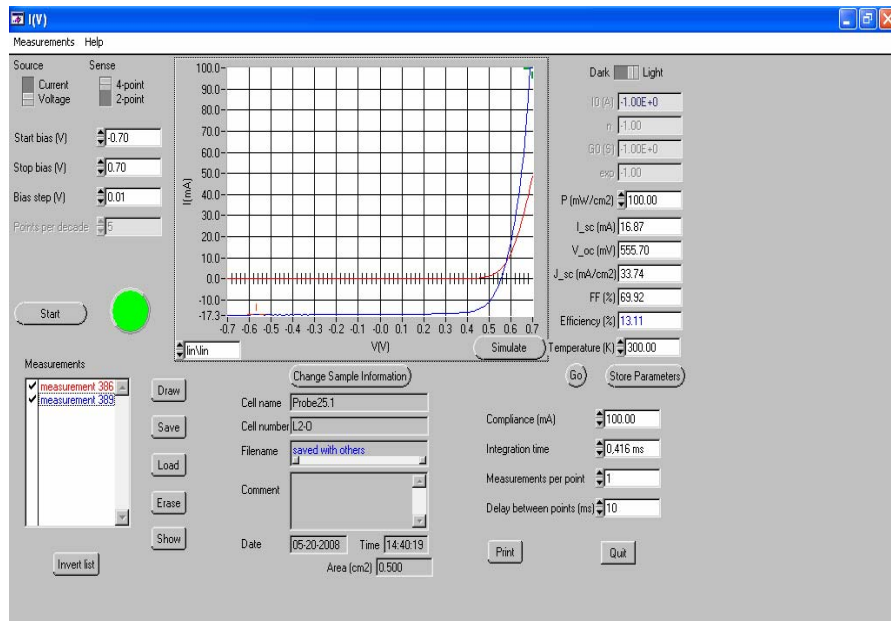 I(V)
Measurements Help
Source Sense
Current
Voltage
4-point
2-point
Start bias (V) -0.70
Stop bias (V) 0.70
Bias step (V) 0.01
Points per decade 5
Start
I(mA)
100.0
90.0
80.0
70.0
60.0
50.0
40.0
30.0
20.0
10.0
0.0
-10.0
-17.3
-0.7 -0.6 -0.5 -0.4 -0.3 -0.2 -0.1 0.0 0.1 0.2 0.3 0.4 0.5 0.6 0.7
V(V)
lin\lin
Simulate
Dark Light
I0 (A) -1.00E+0
n -1.00
G0 (S) -1.00E+0
exp -1.00
P (mW/cm2) 100.00
I_sc (mA) 16.87
V_oc (mV) 555.70
J_sc (mA/cm2) 33.74
FF (%) 69.92
Efficiency (%) 13.11
Temperature (K) 300.00
Go Store Parameters
Measurements
measurement 386
measurement 389
Draw
Save
Load
Erase
Show
Invert list
Change Sample Information
Cell name Probe25.1
Cell number L2-O
Filename saved with others
Comment
Date 05-20-2008 Time 14:40:19
Area (cm2) 0.500
Compliance (mA) 100.00
Integration time 0,416 ms
Measurements per point 1
Delay between points (ms) 10
Print Quit